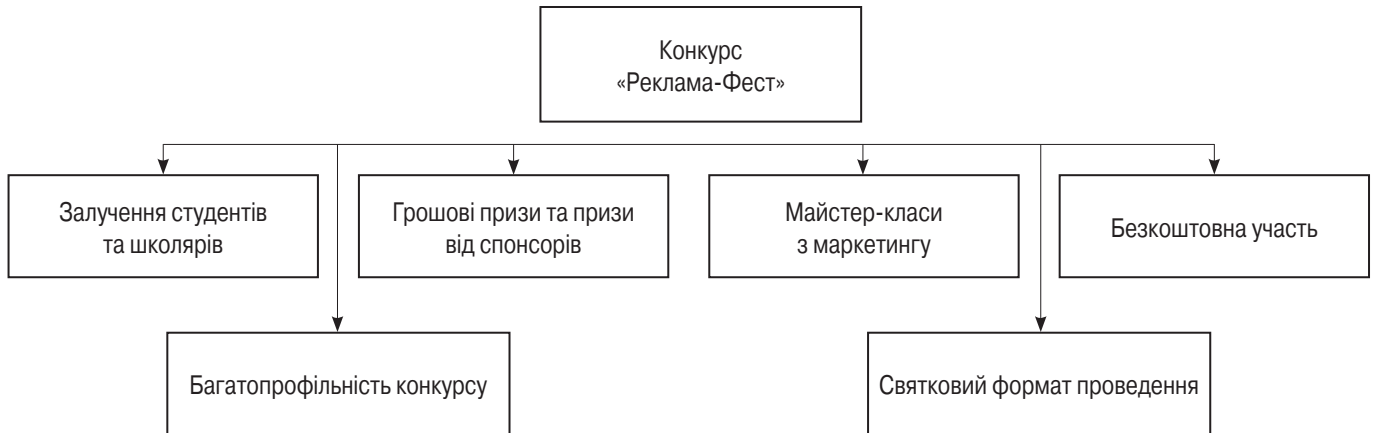 Конкурс
«Реклама-Фест»
Залучення студентів
та школярів
Грошові призи та призи
від спонсорів
Майстер-класи
з маркетингу
Безкоштовна участь
Багатопрофільність конкурсу
Святковий формат проведення